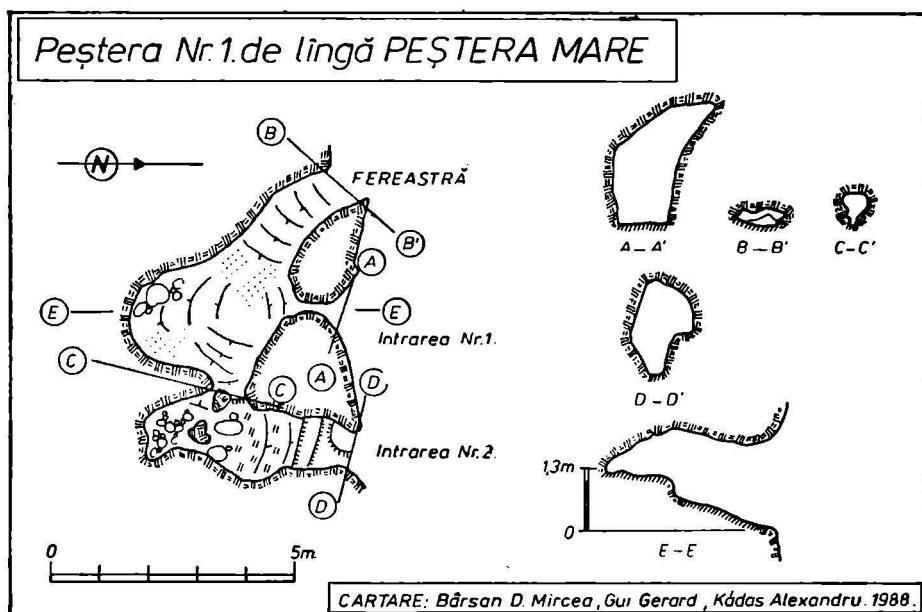 Peștera Nr.1.de lîngă PEȘTERA MARE
N
B
FEREASTRĂ
B'
A
E
E
Intrarea Nr.1.
C
C
A
D
Intrarea Nr.2.
D
0 5m.
A–A'
B–B'
C–C'
D–D'
1,3m
0
E–E
CARTARE: Bârsan D. Mircea, Gui Gerard, Kádas Alexandru. 1988.